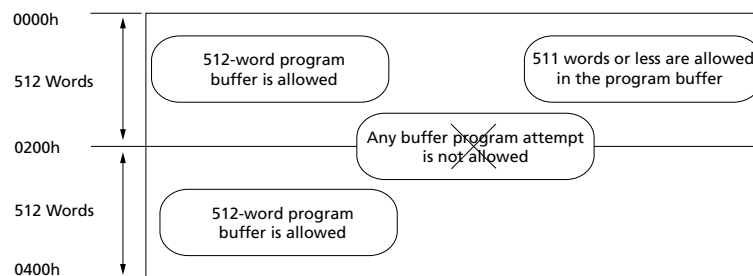 0000h
512 Words
512-word program
buffer is allowed
511 words or less are allowed
in the program buffer
0200h
Any buffer program attempt
is not allowed
512 Words
512-word program
buffer is allowed
0400h